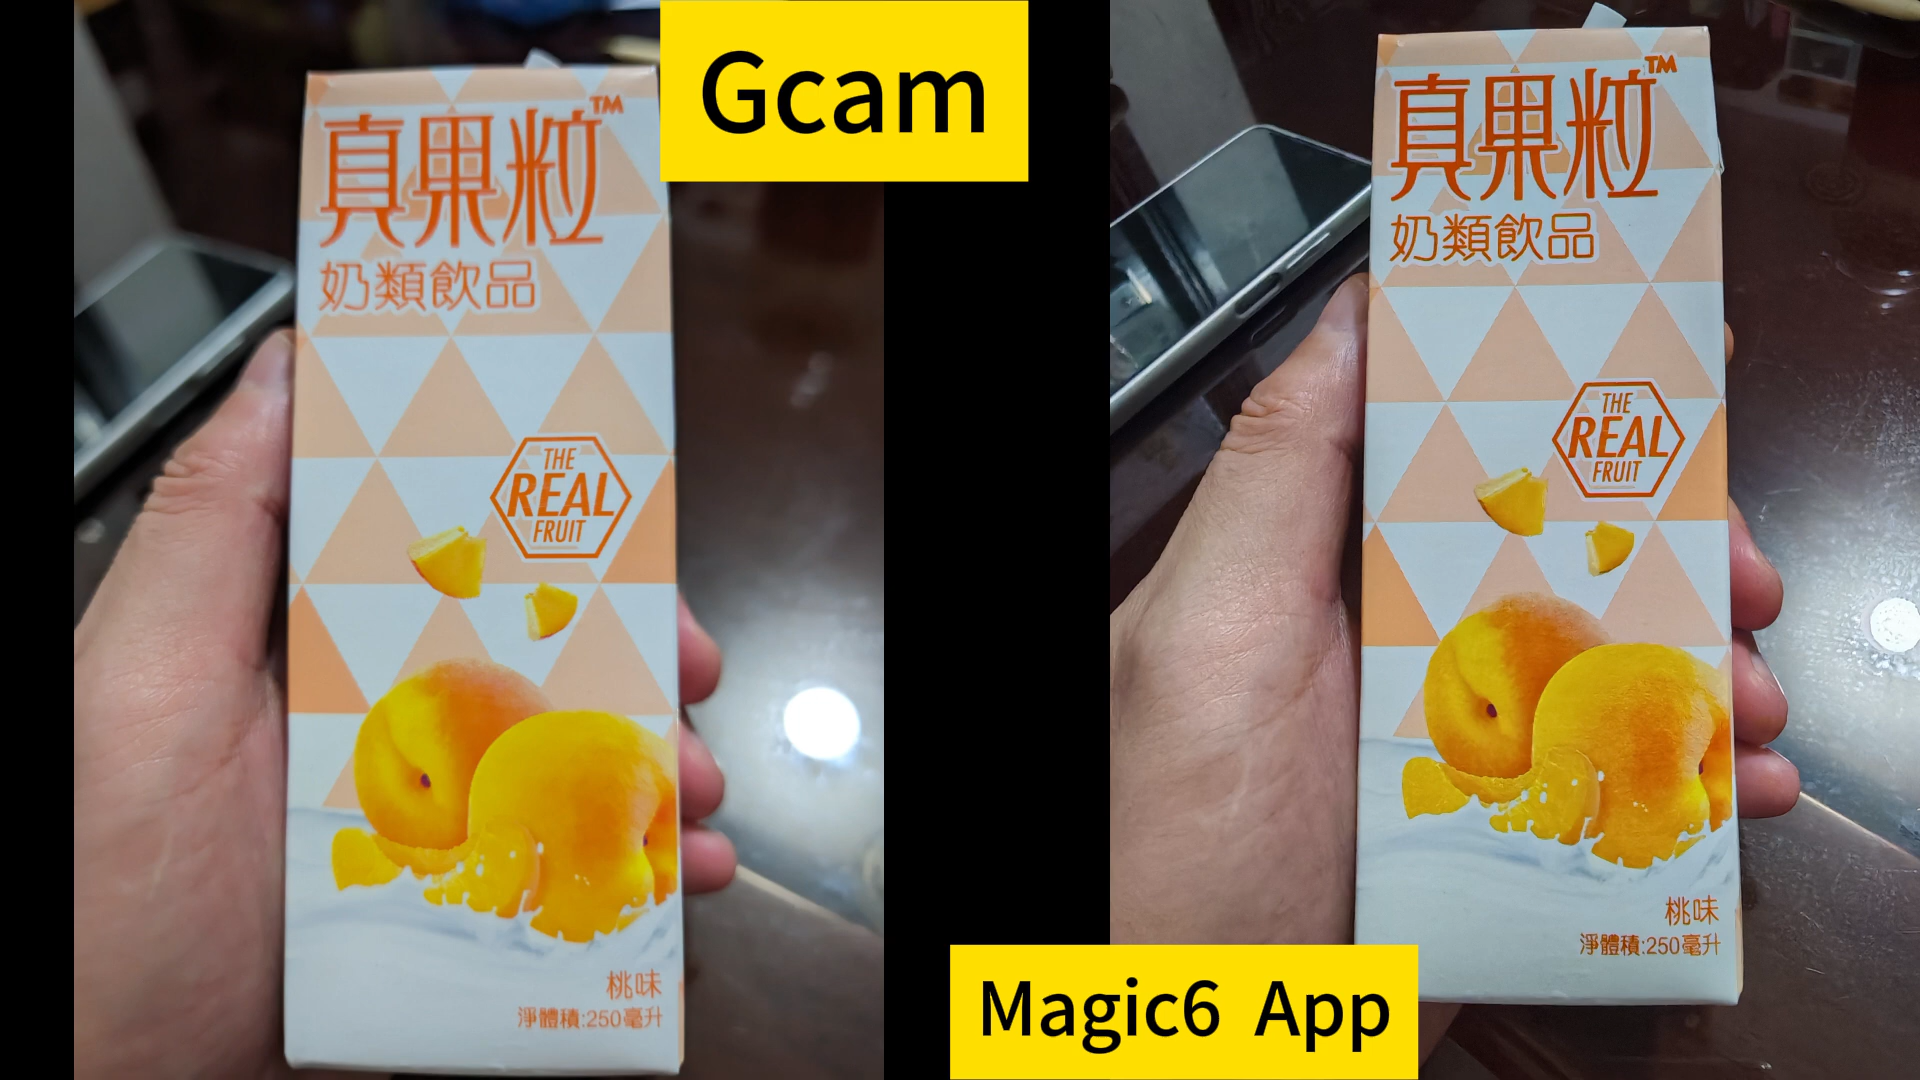 Gcam
真果粒™
奶類飲品
THE
REAL
FRUIT
桃味
淨體積:250毫升
真果粒™
奶類飲品
THE
REAL
FRUIT
桃味
淨體積:250毫升
Magic6 App